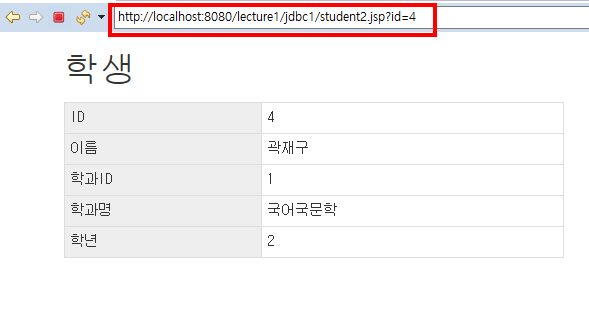 http://localhost:8080/lecture1/jdbc1/student2.jsp?id=4
학생
ID 4
이름 곽재구
학과ID 1
학과명 국어국문학
학년 2